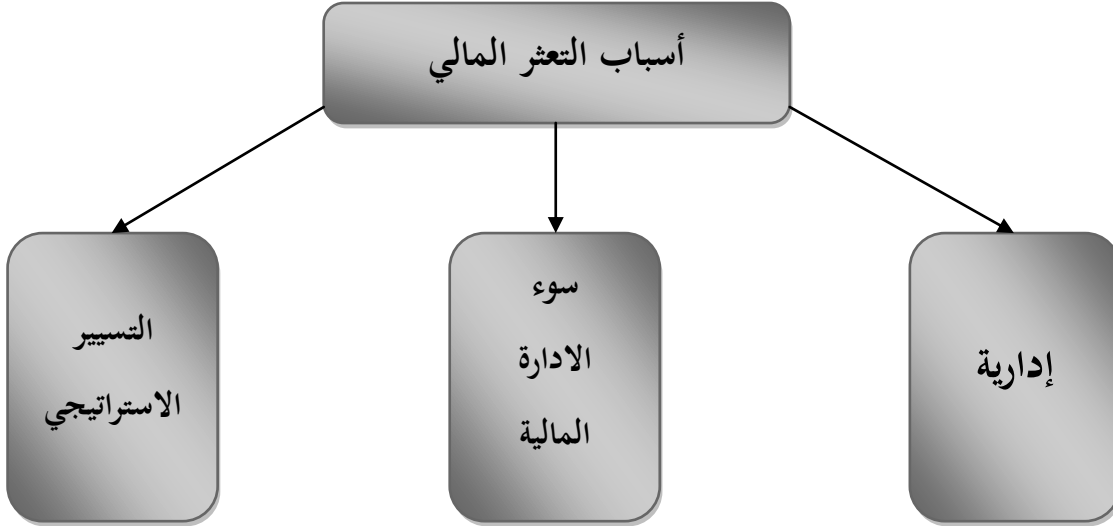 أسباب التعثر المالي
إدارية
سوء
الادارة
المالية
التسيير
الاستراتيجي